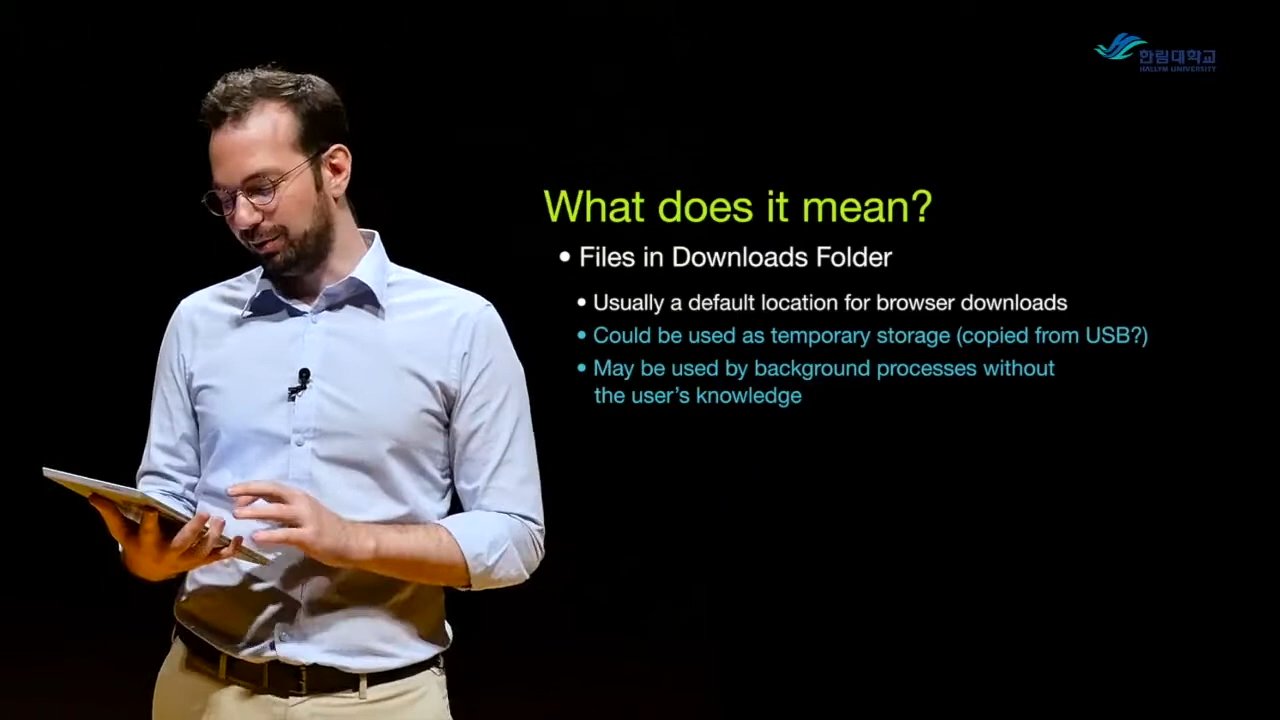 한림대학교
HALLYM UNIVERSITY
What does it mean?
• Files in Downloads Folder
• Usually a default location for browser downloads
• Could be used as temporary storage (copied from USB?)
• May be used by background processes without
the user's knowledge